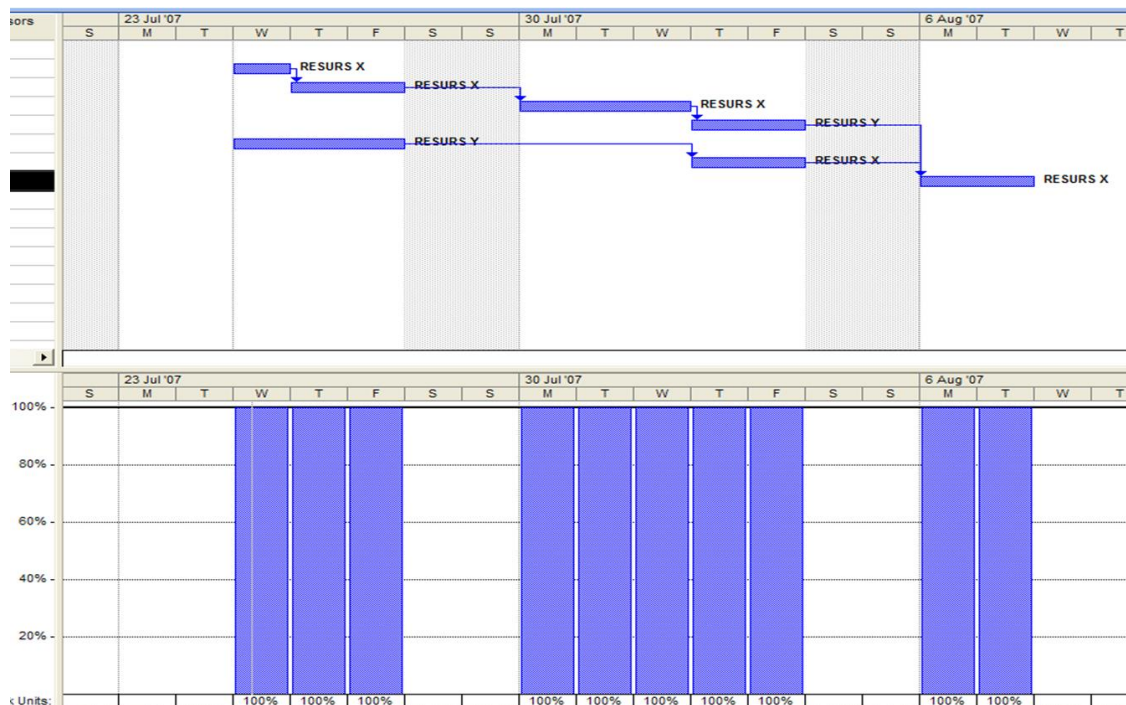 sors 23 Jul '07 30 Jul '07 6 Aug '07
S M T W T F S S M T W T F S S M T W T
RESURS X
RESURS X
RESURS X
RESURS Y
RESURS Y
RESURS X
RESURS X
23 Jul '07 30 Jul '07 6 Aug '07
S M T W T F S S M T W T F S S M T W T
100% -
80% -
60% -
40% -
20% -
k Units: 100% 100% 100% 100% 100% 100% 100% 100% 100% 100%